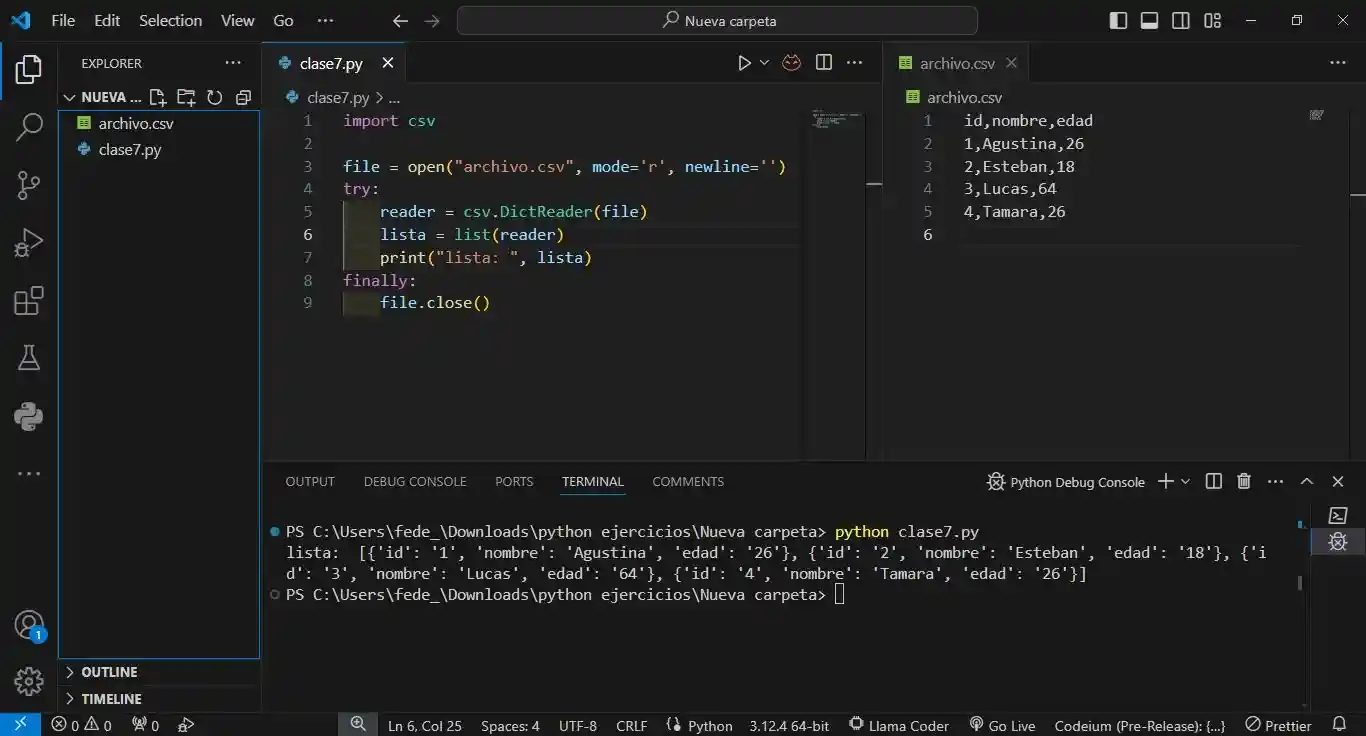 File Edit Selection View Go ··· Nueva carpeta
EXPLORER ···
NUEVA ...
archivo.csv
clase7.py
OUTLINE
TIMELINE
clase7.py
clase7.py > ...
1 import csv
2
3 file = open("archivo.csv", mode='r', newline='')
4 try:
5 reader = csv.DictReader(file)
6 lista = list(reader)
7 print("lista: ", lista)
8 finally:
9 file.close()
archivo.csv
archivo.csv
1 id,nombre,edad
2 1,Agustina,26
3 2,Esteban,18
4 3,Lucas,64
5 4,Tamara,26
6
OUTPUT DEBUG CONSOLE PORTS TERMINAL COMMENTS Python Debug Console
PS C:\Users\fede_\Downloads\python ejercicios\Nueva carpeta> python clase7.py
lista:  [{'id': '1', 'nombre': 'Agustina', 'edad': '26'}, {'id': '2', 'nombre': 'Esteban', 'edad': '18'}, {'i
d': '3', 'nombre': 'Lucas', 'edad': '64'}, {'id': '4', 'nombre': 'Tamara', 'edad': '26'}]
PS C:\Users\fede_\Downloads\python ejercicios\Nueva carpeta>
1
0 0 0 Ln 6, Col 25 Spaces: 4 UTF-8 CRLF Python 3.12.4 64-bit Llama Coder Go Live Codeium (Pre-Release): {...} Prettier